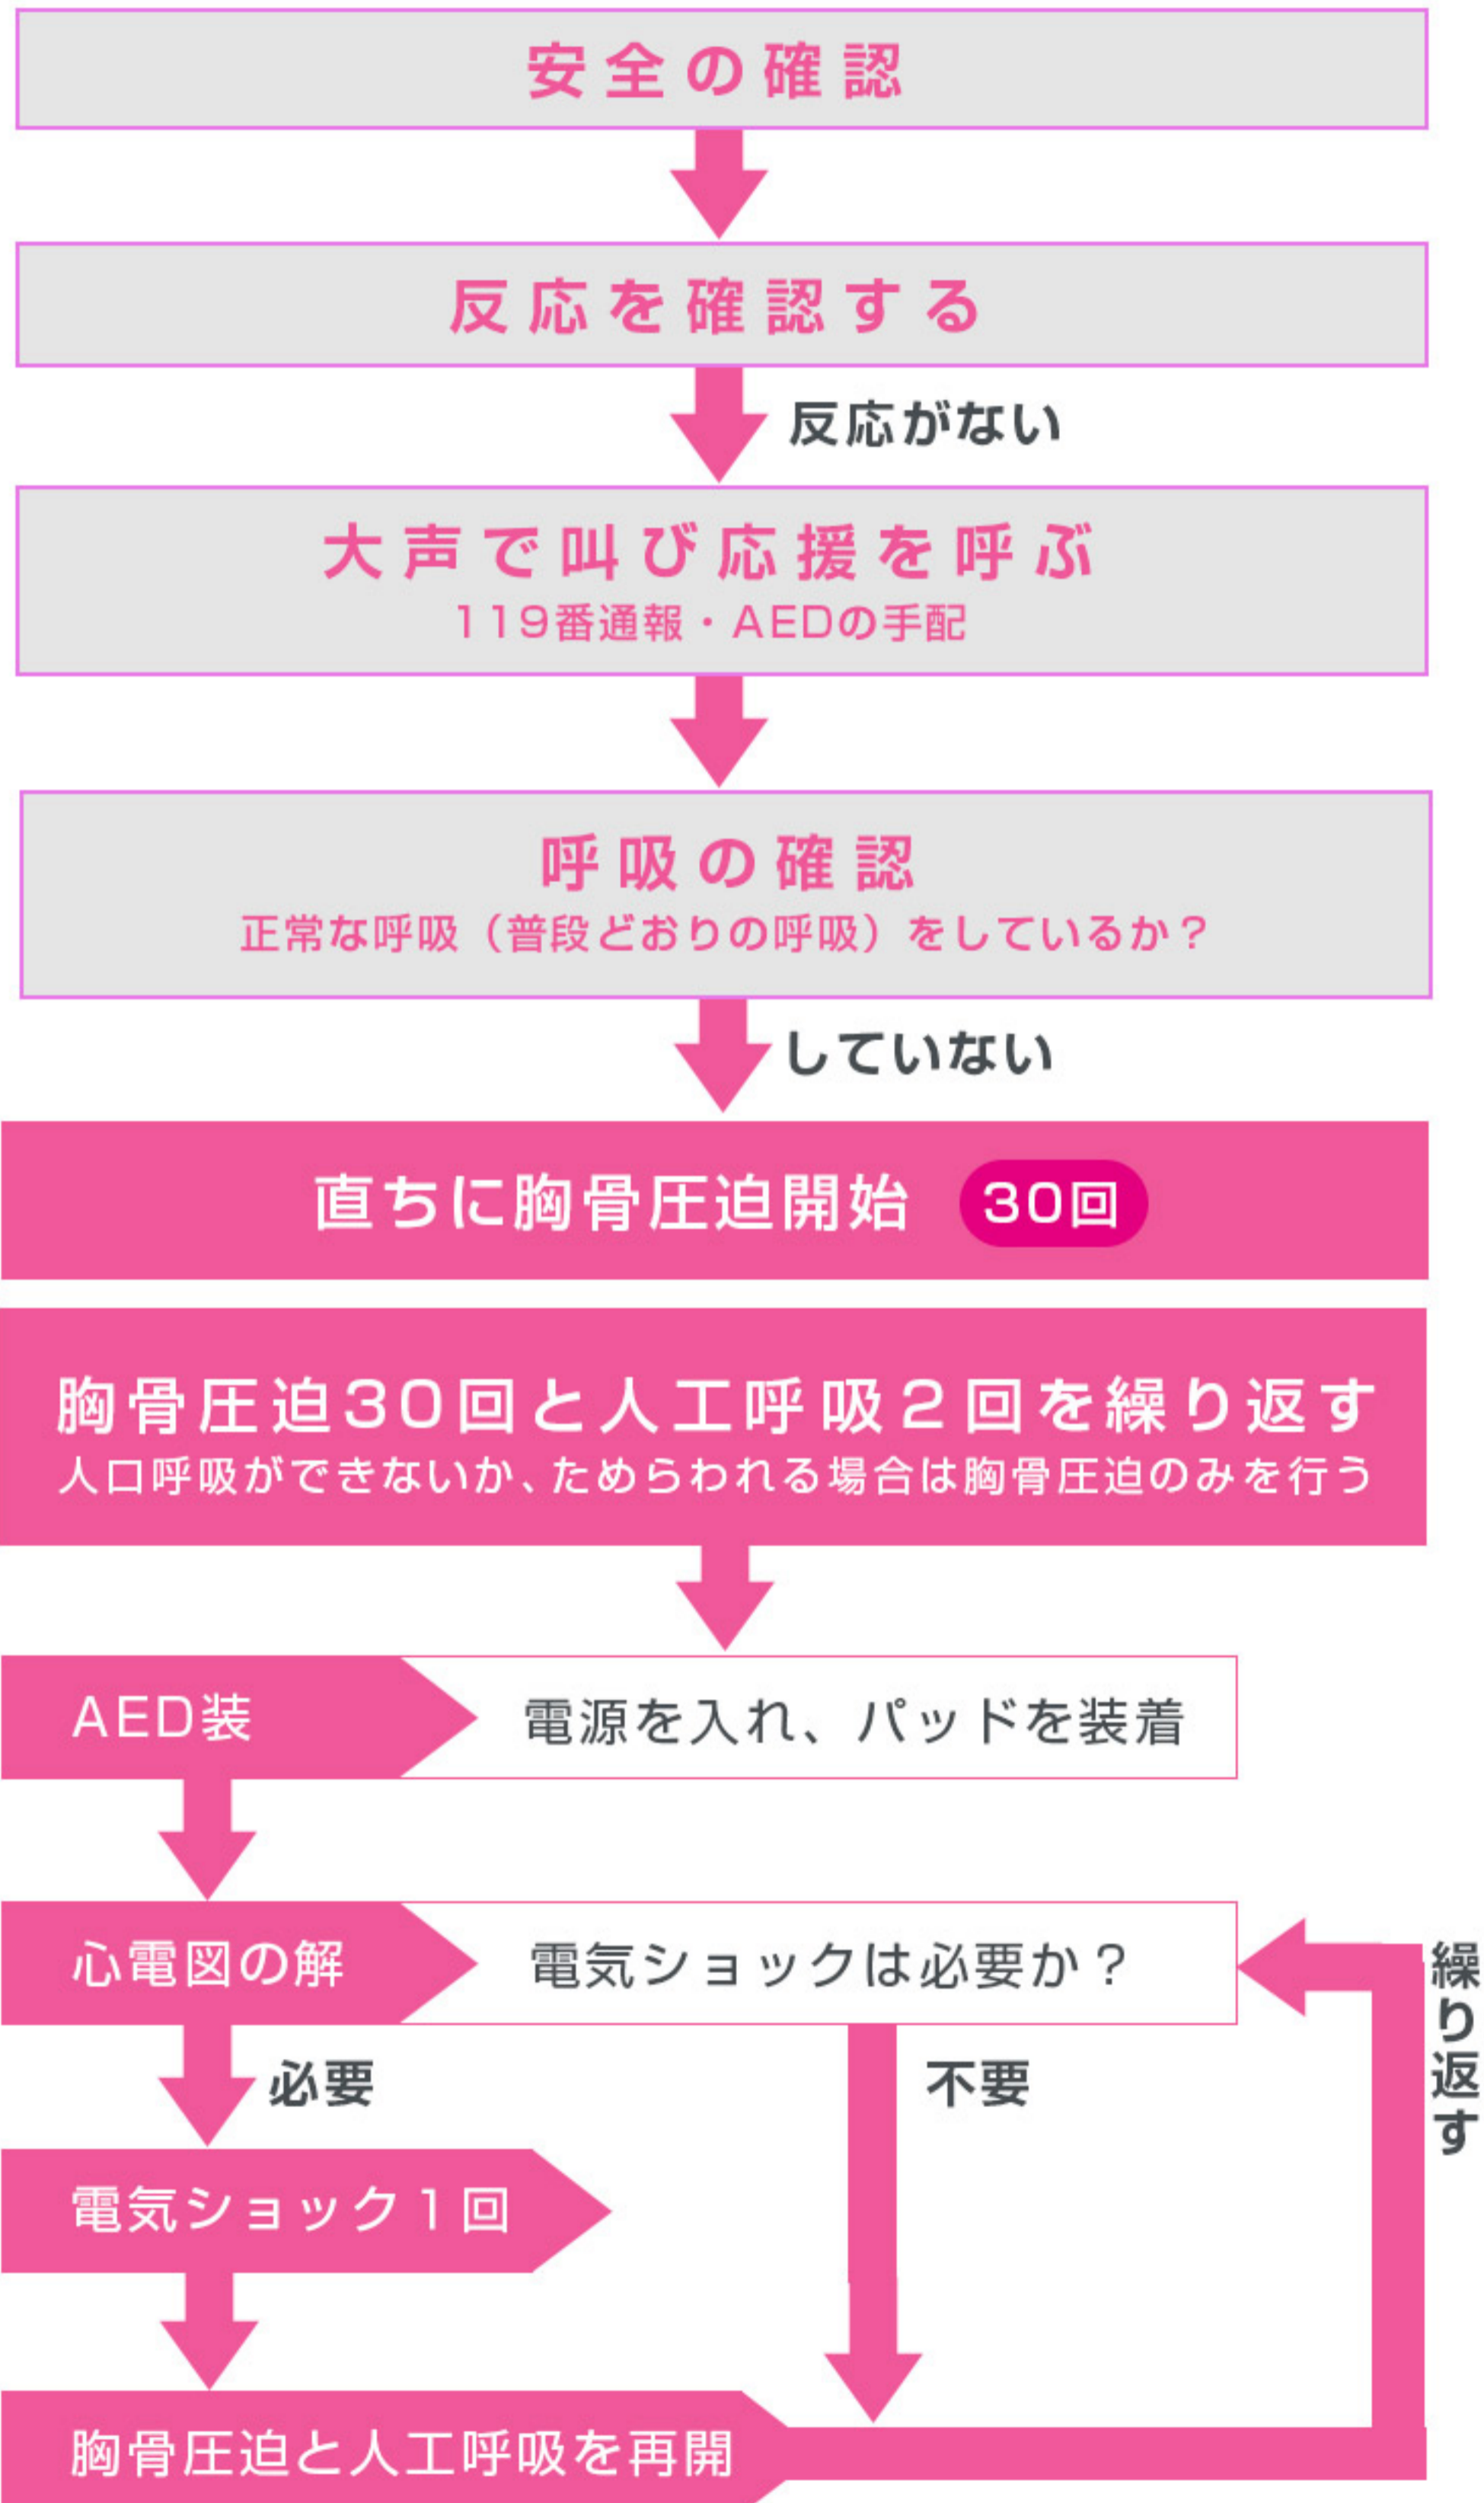 安全の確認
反応を確認する
反応がない
大声で叫び応援を呼ぶ
119番通報・AEDの手配
呼吸の確認
正常な呼吸（普段どおりの呼吸）をしているか？
していない
直ちに胸骨圧迫開始 30回
胸骨圧迫30回と人工呼吸2回を繰り返す
人口呼吸ができないか、ためらわれる場合は胸骨圧迫のみを行う
AED装
電源を入れ、パッドを装着
心電図の解
電気ショックは必要か？
必要
不要
繰り返す
電気ショック1回
胸骨圧迫と人工呼吸を再開